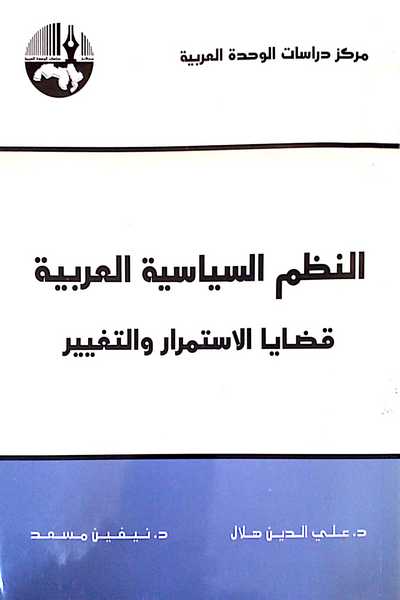 مركز دراسات الوحدة العربية
النظم السياسية العربية
قضايا الاستمرار والتغيير
د. علي الدين هلال د. نيفين مسعد